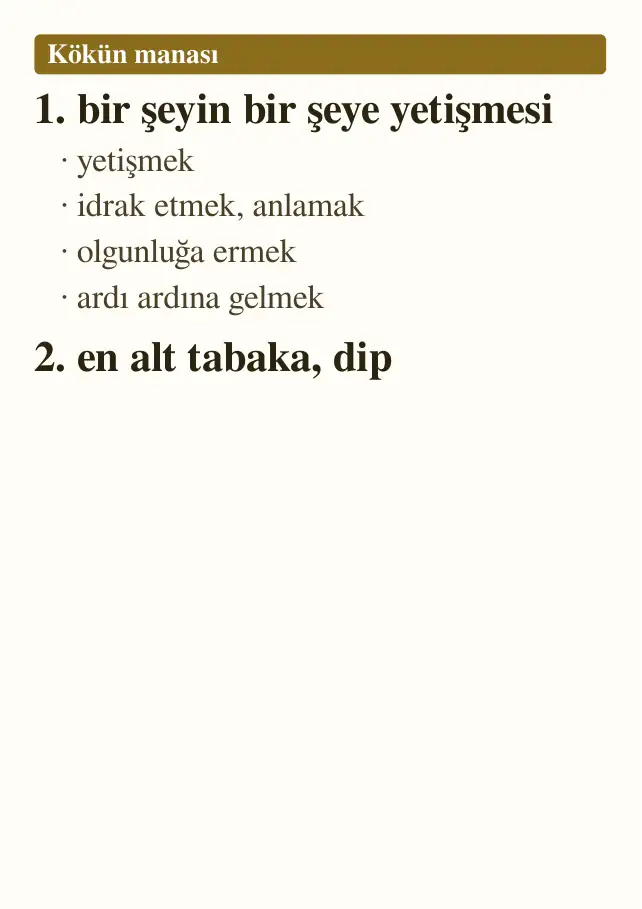 Kökün manası
1. bir şeyin bir şeye yetişmesi
· yetişmek
· idrak etmek, anlamak
· olgunluğa ermek
· ardı ardına gelmek
2. en alt tabaka, dip